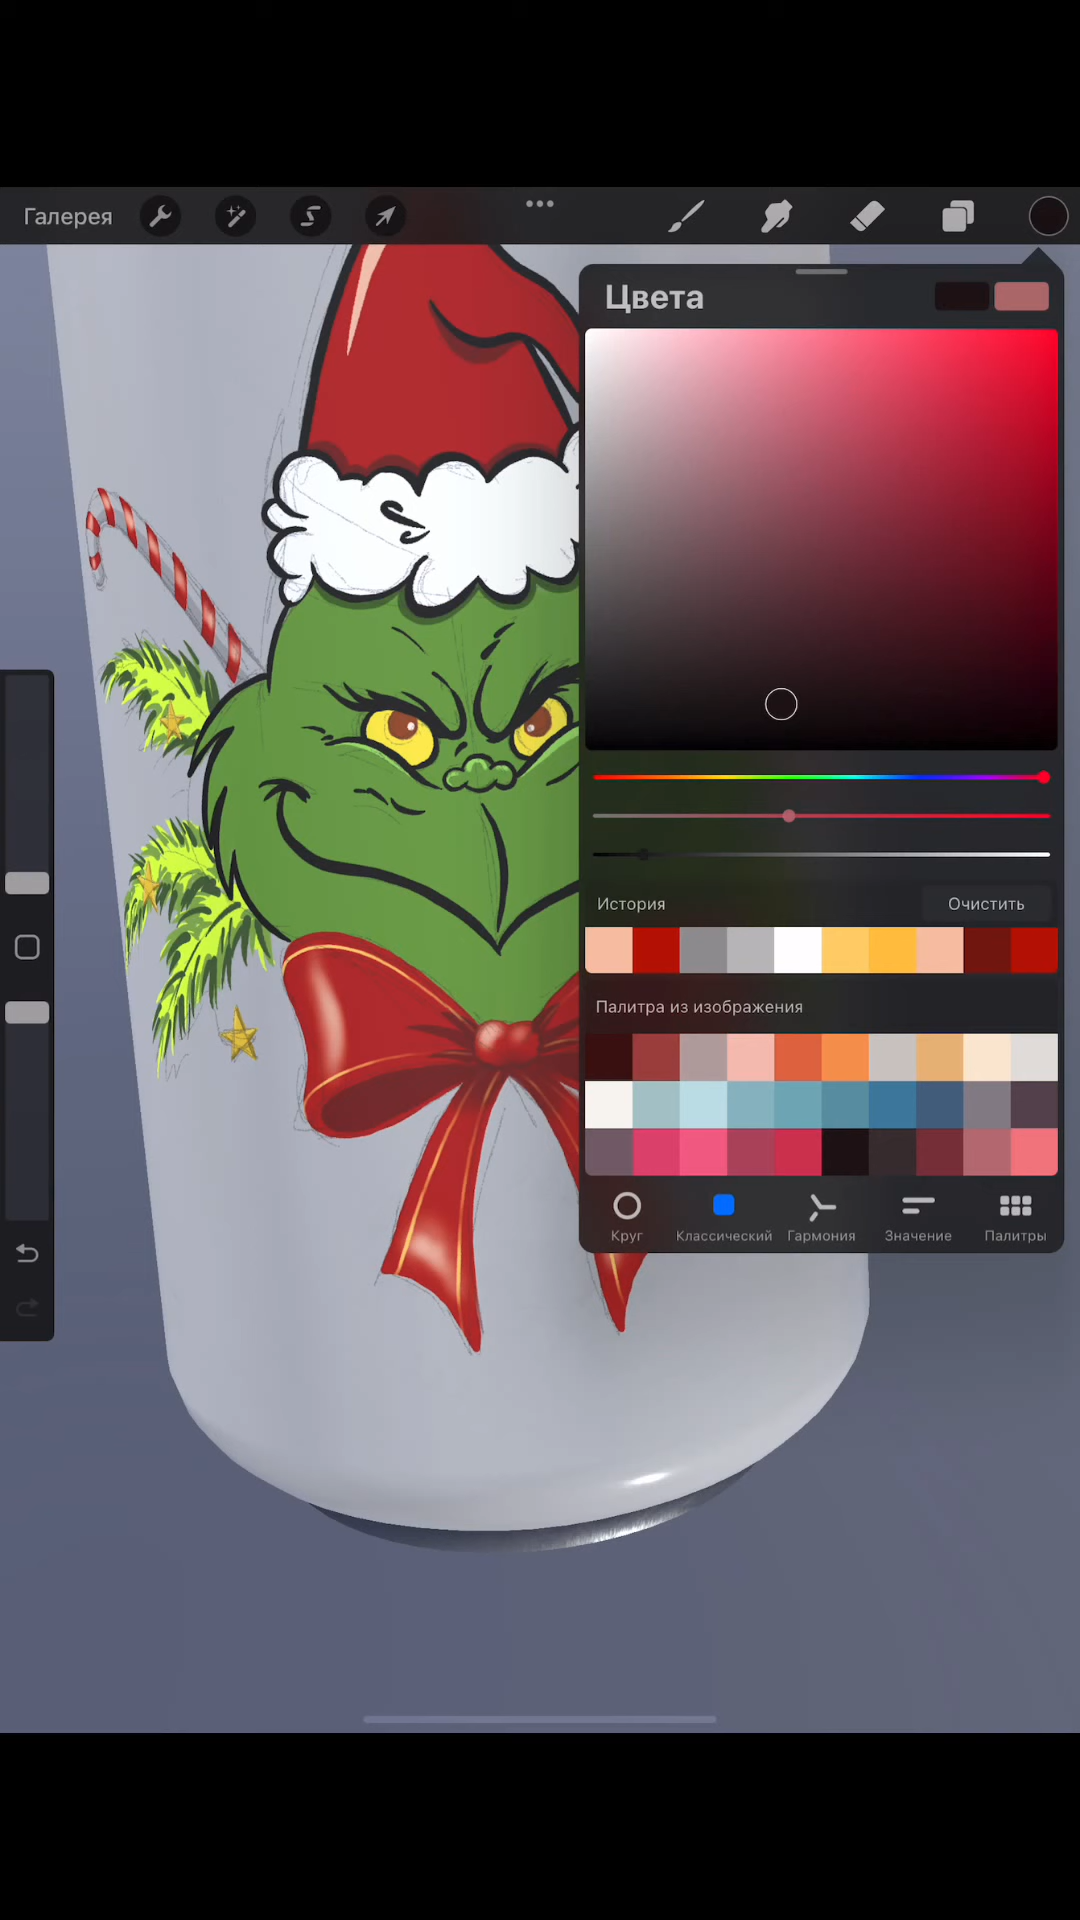 Галерея
Цвета
История
Очистить
Палитра из изображения
Круг
Классический
Гармония
Значение
Палитры